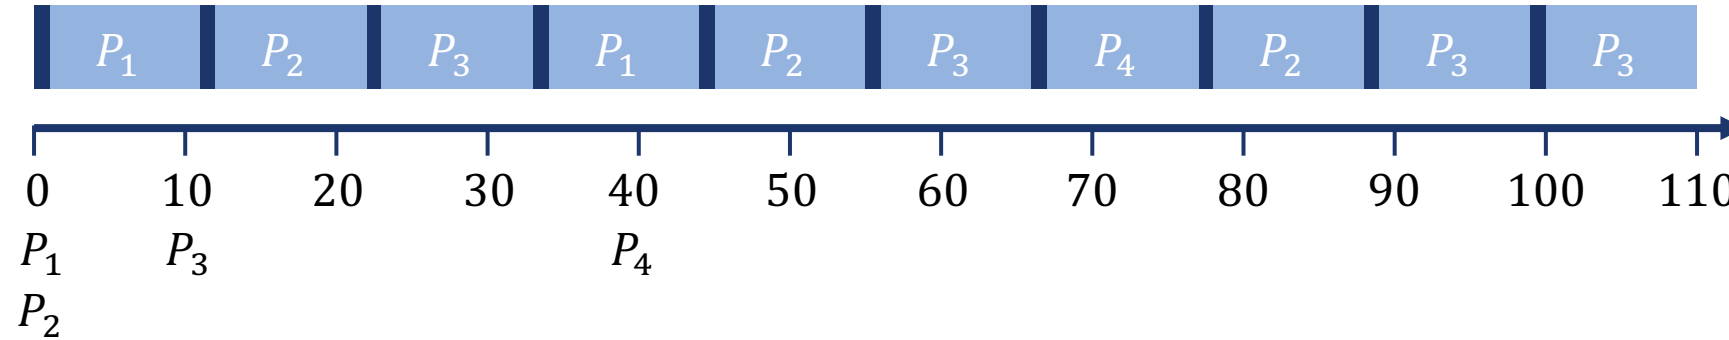 P₁ P₂ P₃ P₁ P₂ P₃ P₄ P₂ P₃ P₃
0 10 20 30 40 50 60 70 80 90 100 110
P₁ P₃ P₄
P₂